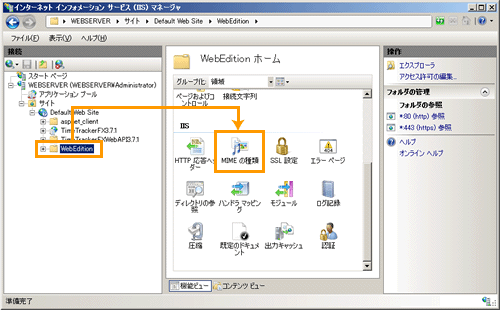 インターネット インフォメーション サービス (IIS) マネージャ
WEBSERVER ▸ サイト ▸ Default Web Site ▸ WebEdition ▸
ファイル(F) 表示(V) ヘルプ(H)
接続
スタート ページ
WEBSERVER (WEBSERVER¥Administrator)
アプリケーション プール
サイト
Default Web Site
aspnet_client
TimeTrackerFX3.7.1
TimeTrackerFXWebAPI3.7.1
WebEdition
WebEdition ホーム
グループ化: 領域
ページおよびコントロール
接続文字列
IIS
HTTP 応答ヘッダー
MIME の種類
SSL 設定
エラー ページ
ディレクトリの参照
ハンドラ マッピング
モジュール
ログ記録
圧縮
既定のドキュメント
出力キャッシュ
認証
機能ビュー
コンテンツ ビュー
操作
エクスプローラ
アクセス許可の編集...
フォルダの管理
フォルダの参照
*:80 (http) 参照
*:443 (https) 参照
ヘルプ
オンライン ヘルプ
準備完了